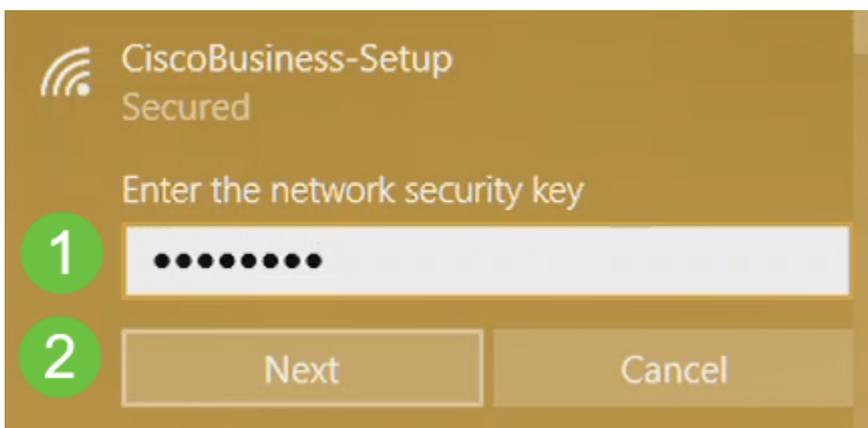 CiscoBusiness-Setup
Secured
Enter the network security key
1
••••••••
2
Next
Cancel